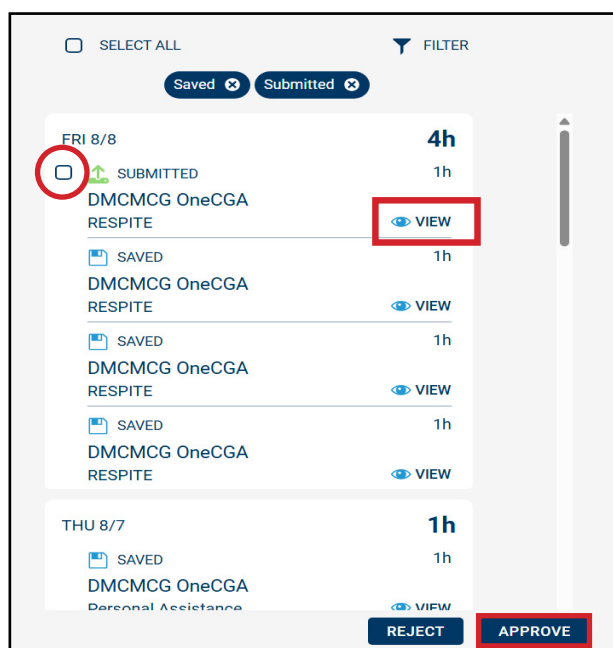 SELECT ALL FILTER
Saved Submitted
FRI 8/8 4h
SUBMITTED 1h
DMCMCG OneCGA
RESPITE VIEW
SAVED 1h
DMCMCG OneCGA
RESPITE VIEW
SAVED 1h
DMCMCG OneCGA
RESPITE VIEW
SAVED 1h
DMCMCG OneCGA
RESPITE VIEW
THU 8/7 1h
SAVED 1h
DMCMCG OneCGA
Personal Assistance VIEW
REJECT APPROVE